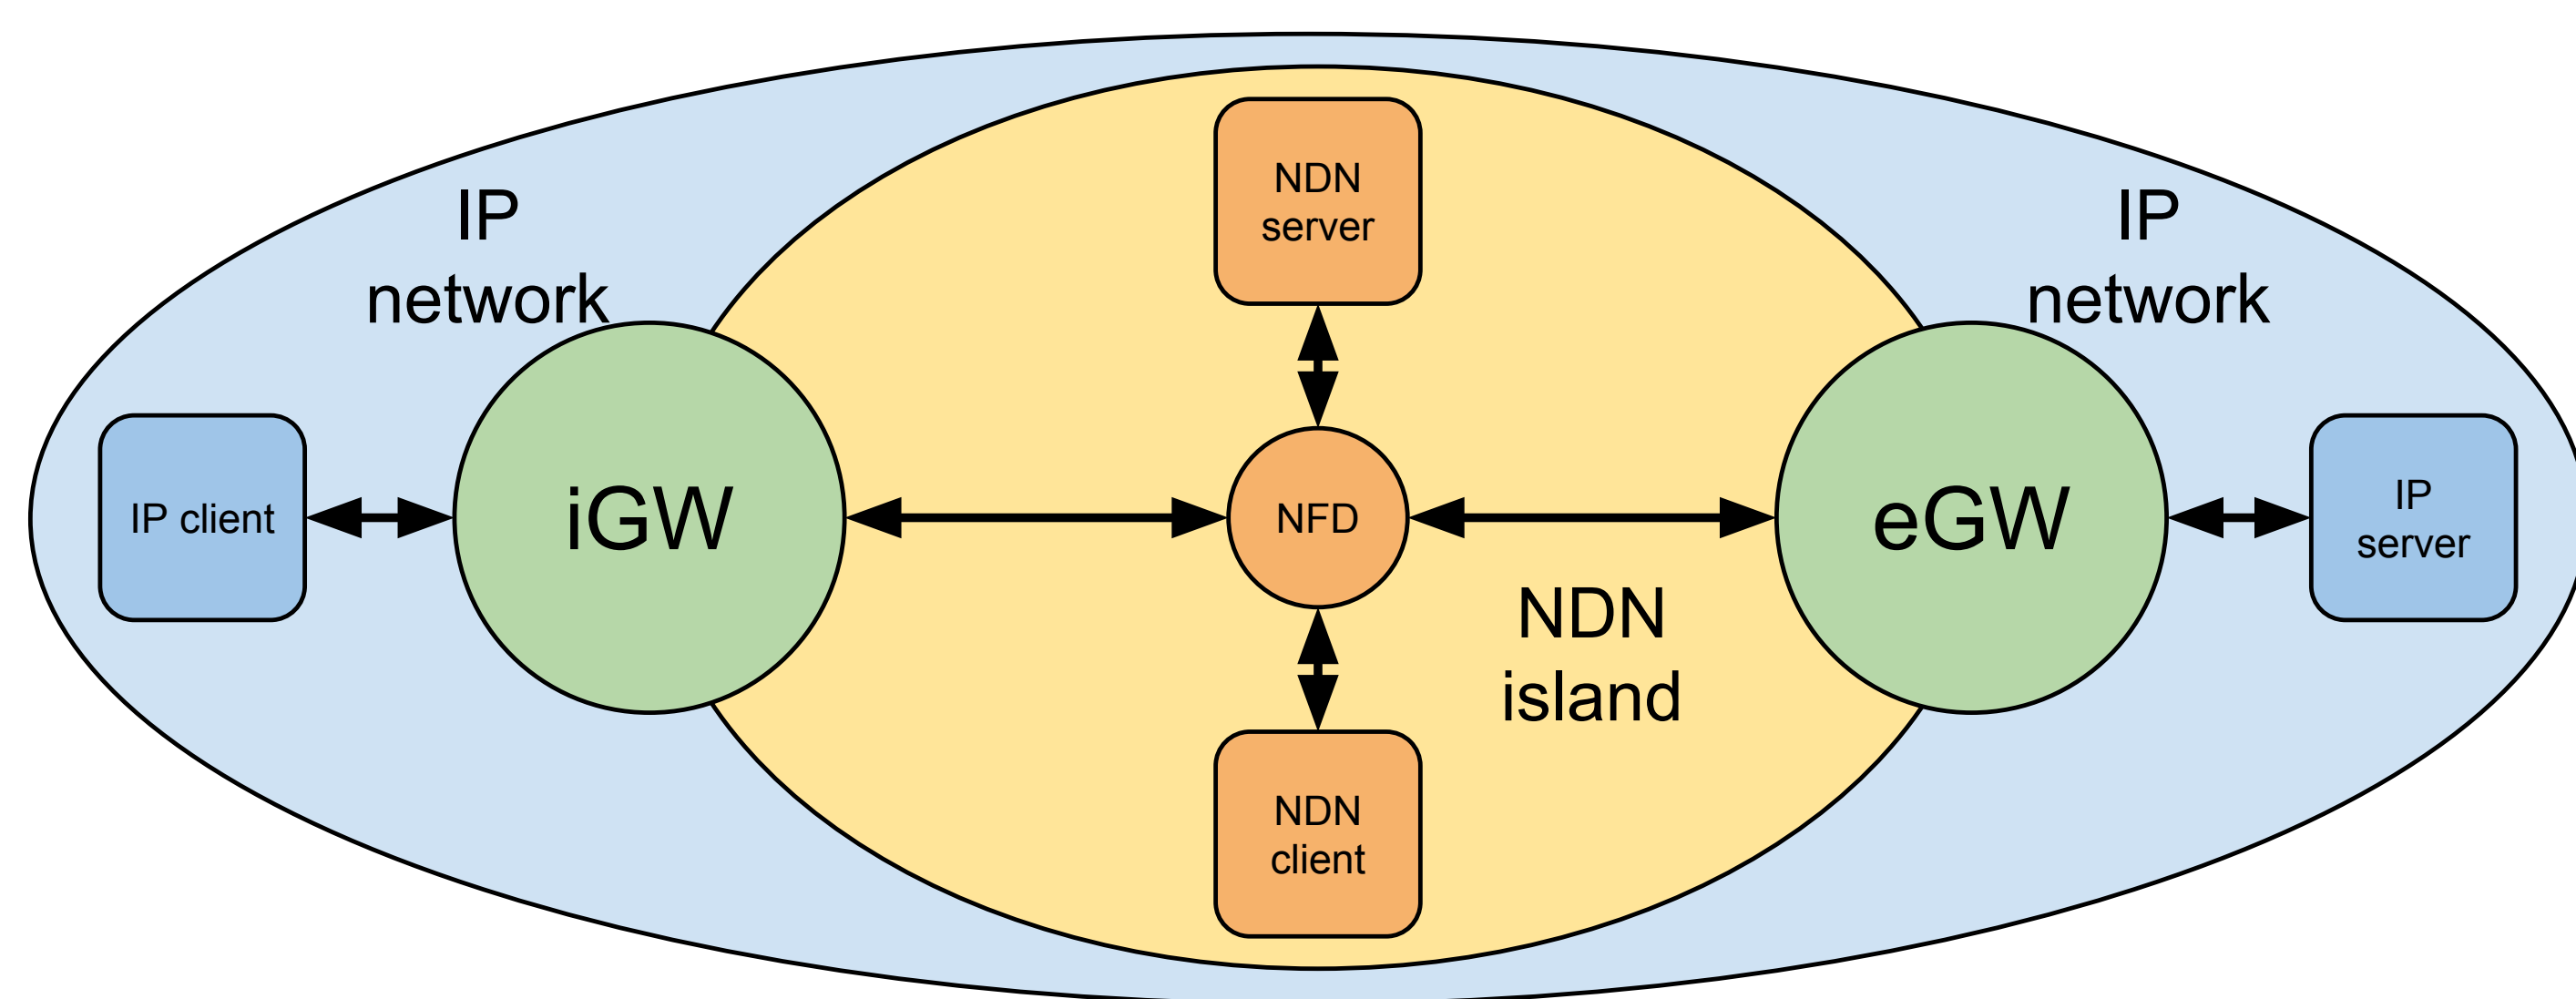 IP
network
IP client
iGW
NDN
server
NFD
NDN
client
NDN
island
eGW
IP
network
IP
server